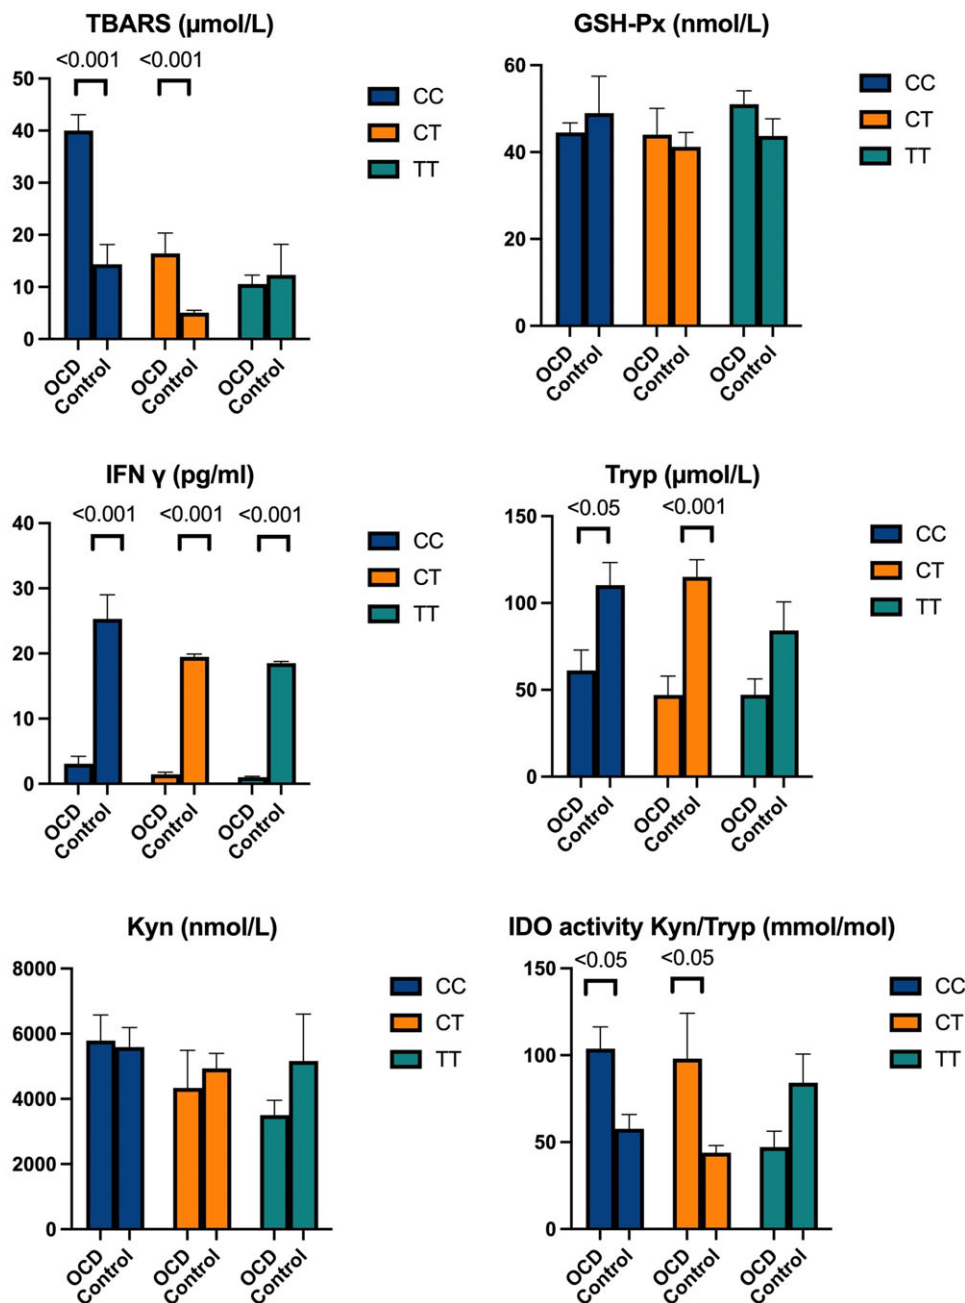 TBARS (µmol/L)
<0.001 <0.001
50
40
30
20
10
0
OCD Control OCD Control OCD Control
CC
CT
TT
GSH-Px (nmol/L)
60
40
20
0
OCD Control OCD Control OCD Control
CC
CT
TT
IFN γ (pg/ml)
<0.001 <0.001 <0.001
40
30
20
10
0
OCD Control OCD Control OCD Control
CC
CT
TT
Tryp (µmol/L)
<0.05 <0.001
150
100
50
0
OCD Control OCD Control OCD Control
CC
CT
TT
Kyn (nmol/L)
8000
6000
4000
2000
0
OCD Control OCD Control OCD Control
CC
CT
TT
IDO activity Kyn/Tryp (mmol/mol)
<0.05 <0.05
150
100
50
0
OCD Control OCD Control OCD Control
CC
CT
TT